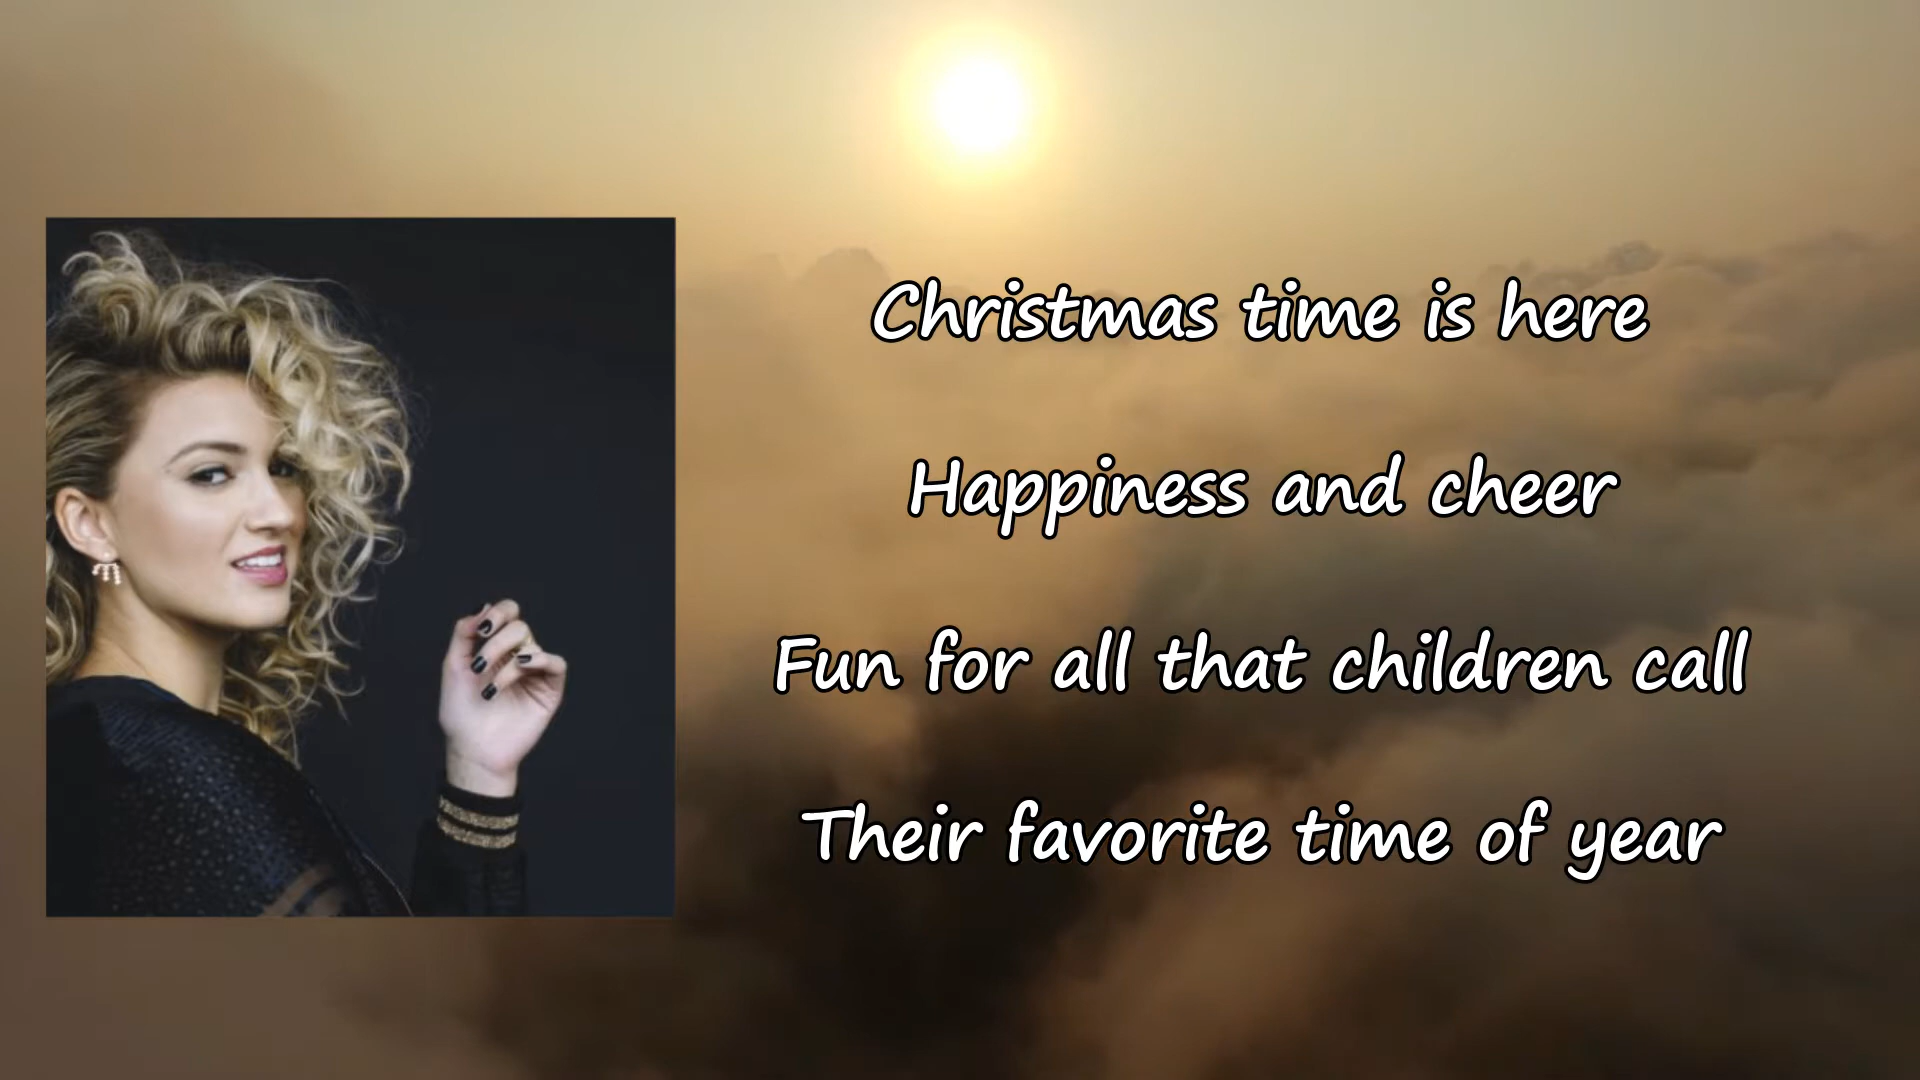 Christmas time is here
Happiness and cheer
Fun for all that children call
Their favorite time of year